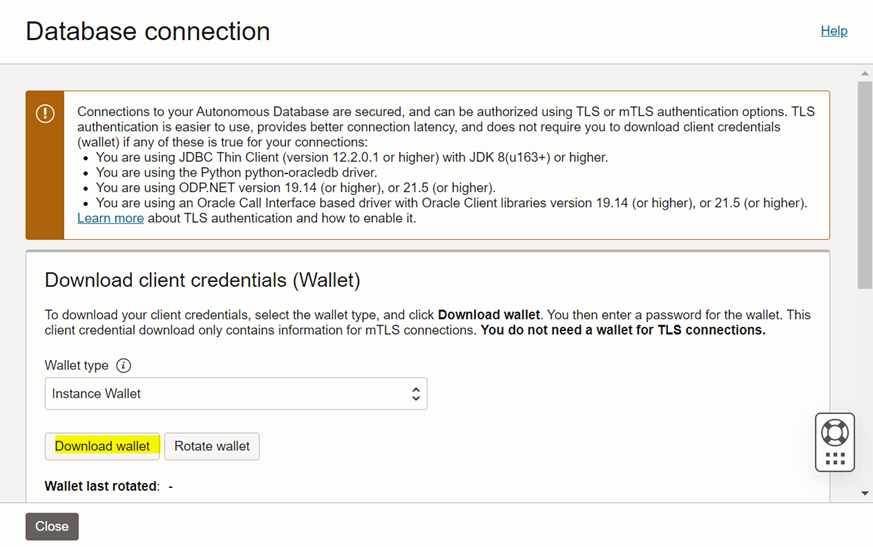 Database connection
Help
Connections to your Autonomous Database are secured, and can be authorized using TLS or mTLS authentication options. TLS
authentication is easier to use, provides better connection latency, and does not require you to download client credentials
(wallet) if any of these is true for your connections:
• You are using JDBC Thin Client (version 12.2.0.1 or higher) with JDK 8(u163+) or higher.
• You are using the Python python-oracledb driver.
• You are using ODP.NET version 19.14 (or higher), or 21.5 (or higher).
• You are using an Oracle Call Interface based driver with Oracle Client libraries version 19.14 (or higher), or 21.5 (or higher).
Learn more about TLS authentication and how to enable it.
Download client credentials (Wallet)
To download your client credentials, select the wallet type, and click Download wallet. You then enter a password for the wallet. This
client credential download only contains information for mTLS connections. You do not need a wallet for TLS connections.
Wallet type
Instance Wallet
Download wallet Rotate wallet
Wallet last rotated: -
Close